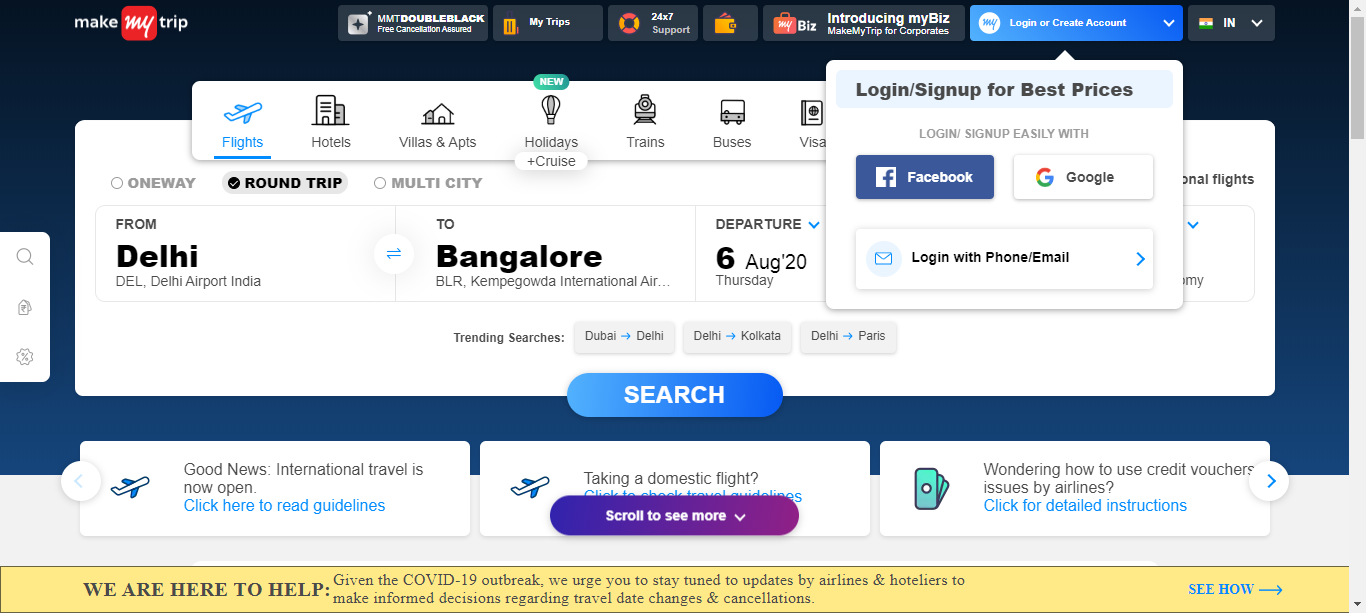 make my trip
MMTDOUBLEBLACK
Free Cancellation Assured
My Trips
24x7
Support
my Biz
Introducing myBiz
MakeMyTrip for Corporates
my
Login or Create Account
IN
Login/Signup for Best Prices
LOGIN/ SIGNUP EASILY WITH
Facebook
Google
Login with Phone/Email
NEW
Flights
Hotels
Villas & Apts
Holidays
+Cruise
Trains
Buses
Visa
ONEWAY
ROUND TRIP
MULTI CITY
onal flights
FROM
Delhi
DEL, Delhi Airport India
TO
Bangalore
BLR, Kempegowda International Air…
DEPARTURE
6 Aug'20
Thursday
omy
Trending Searches:
Dubai → Delhi
Delhi → Kolkata
Delhi → Paris
SEARCH
Good News: International travel is
now open.
Click here to read guidelines
Taking a domestic flight?
Click to check travel guidelines
Wondering how to use credit vouchers
issues by airlines?
Click for detailed instructions
Scroll to see more
WE ARE HERE TO HELP:
Given the COVID-19 outbreak, we urge you to stay tuned to updates by airlines & hoteliers to
make informed decisions regarding travel date changes & cancellations.
SEE HOW